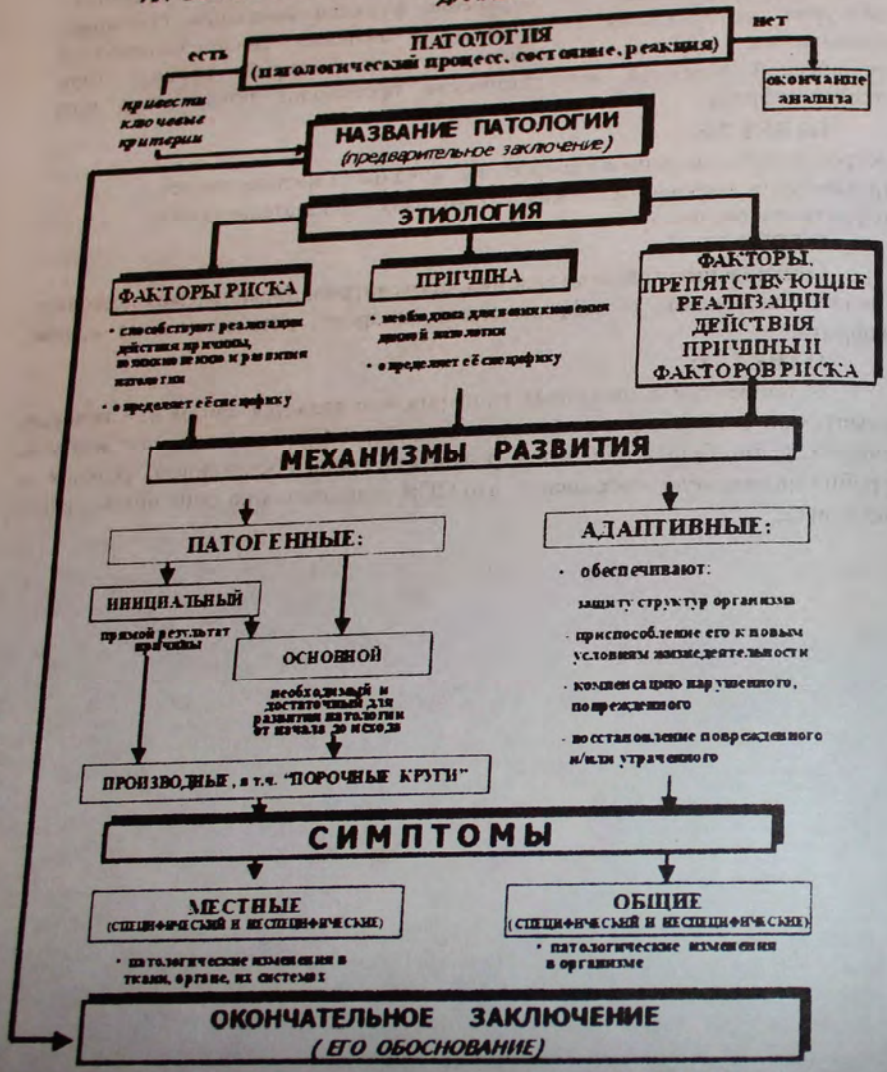 есть
ПАТОЛОГИЯ
(патологический процесс, состояние, реакция)
нет
окончание
анализа
привести
ключевые
критерии
НАЗВАНИЕ ПАТОЛОГИИ
(предварительное заключение)
ЭТИОЛОГИЯ
ФАКТОРЫ РИСКА
• способствуют реализации
действия причины,
возникновению и развитию
патологии
• определяет её специфику
ПРИЧИНА
• необходима для возникновения
данной патологии
• определяет её специфику
ФАКТОРЫ,
ПРЕПЯТСТВУЮЩИЕ
РЕАЛИЗАЦИИ
ДЕЙСТВИЯ
ПРИЧИНЫ И
ФАКТОРОВ РИСКА
МЕХАНИЗМЫ РАЗВИТИЯ
ПАТОГЕННЫЕ:
ИНИЦИАЛЬНЫЙ
прямой результат
причины
ОСНОВНОЙ
необходимый и
достаточный для
развития патологии
от начала до исхода
ПРОИЗВОДНЫЕ, в т.ч. "ПОРОЧНЫЕ КРУГИ"
АДАПТИВНЫЕ:
• обеспечивают:
защиту структур организма
- приспособление его к новым
условиям жизнедеятельности
- компенсацию нарушенного,
поврежденного
- восстановление поврежденного
и/или утраченного
СИМПТОМЫ
МЕСТНЫЕ
(СПЕЦИФИЧЕСКИЙ И НЕСПЕЦИФИЧЕСКИЕ)
• патологические изменения в
ткани, органе, их системах
ОБЩИЕ
(СПЕЦИФИЧЕСКИЙ И НЕСПЕЦИФИЧЕСКИЕ)
• патологические изменения
в организме
ОКОНЧАТЕЛЬНОЕ ЗАКЛЮЧЕНИЕ
(ЕГО ОБОСНОВАНИЕ)